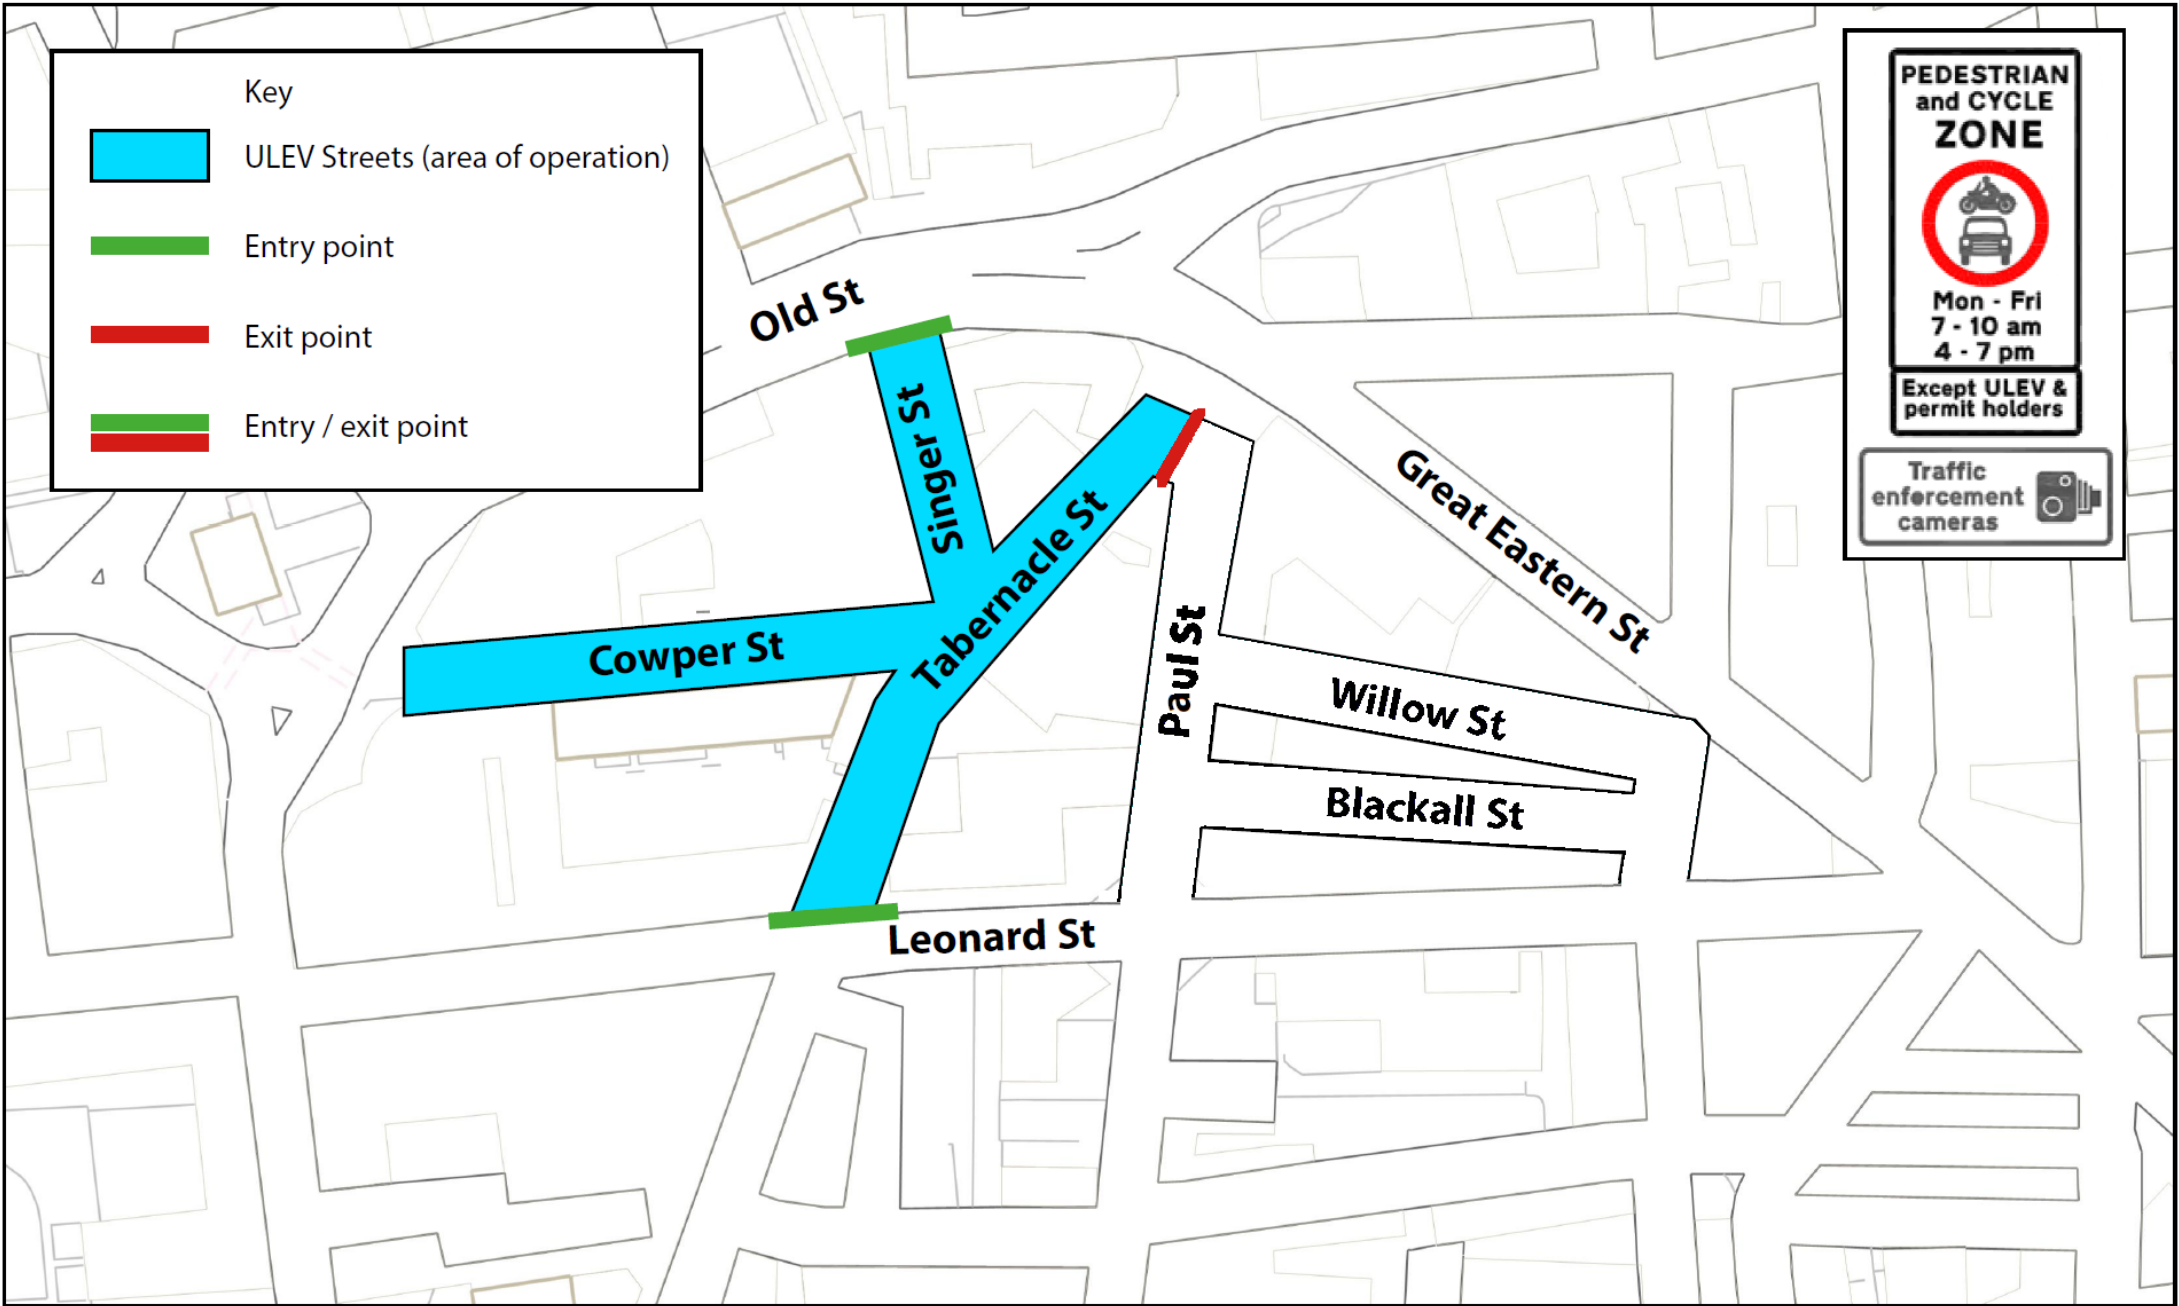 Key
ULEV Streets (area of operation)
Entry point
Exit point
Entry / exit point
PEDESTRIAN
and CYCLE
ZONE
Mon - Fri
7 - 10 am
4 - 7 pm
Except ULEV &
permit holders
Traffic
enforcement
cameras
Old St
Singer St
Tabernacle St
Great Eastern St
Cowper St
Paul St
Willow St
Blackall St
Leonard St